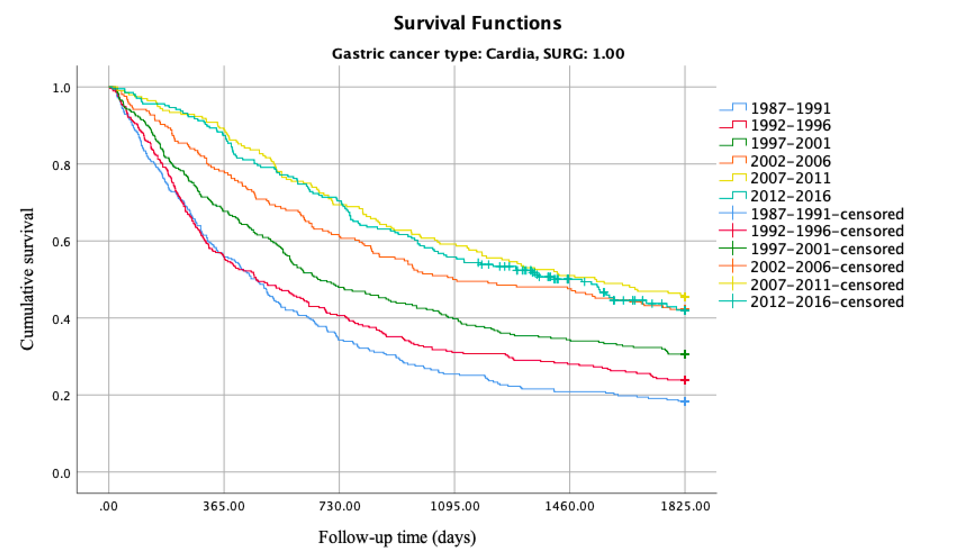 Survival Functions
Gastric cancer type: Cardia, SURG: 1.00
1.0
0.8
0.6
0.4
0.2
0.0
Cumulative survival
.00
365.00
730.00
1095.00
1460.00
1825.00
Follow-up time (days)
1987-1991
1992-1996
1997-2001
2002-2006
2007-2011
2012-2016
1987-1991-censored
1992-1996-censored
1997-2001-censored
2002-2006-censored
2007-2011-censored
2012-2016-censored